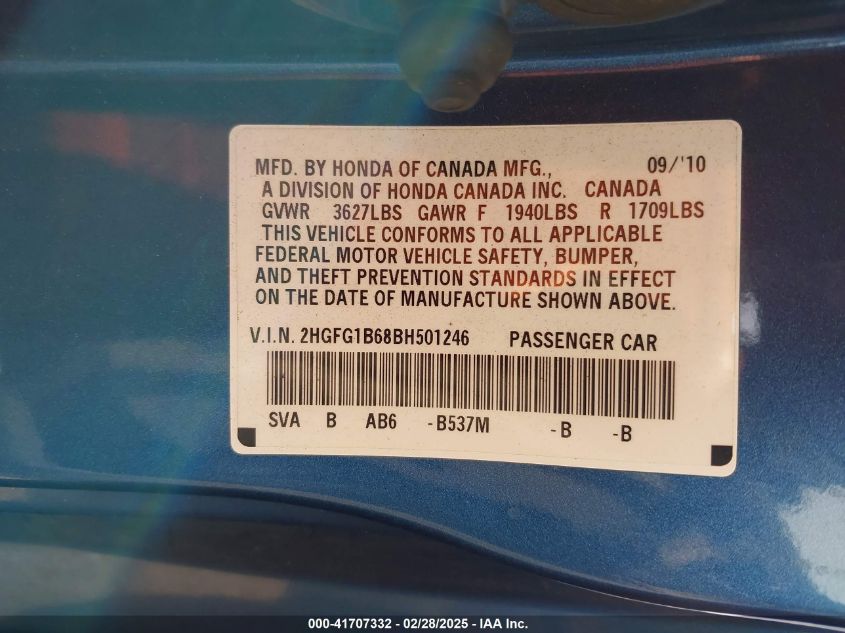 MFD. BY HONDA OF CANADA MFG., 09/'10
A DIVISION OF HONDA CANADA INC. CANADA
GVWR 3627LBS GAWR F 1940LBS R 1709LBS
THIS VEHICLE CONFORMS TO ALL APPLICABLE
FEDERAL MOTOR VEHICLE SAFETY, BUMPER,
AND THEFT PREVENTION STANDARDS IN EFFECT
ON THE DATE OF MANUFACTURE SHOWN ABOVE.
V.I.N. 2HGFG1B68BH501246 PASSENGER CAR
SVA B AB6 -B537M -B -B
000-41707332 / 02/28/2025 - IAA Inc.